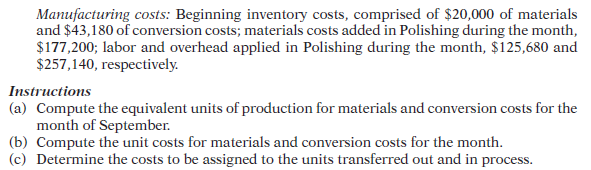 Manufacturing costs: Beginning inventory costs, comprised of $20,000 of materials
and $43,180 of conversion costs; materials costs added in Polishing during the month,
$177,200; labor and overhead applied in Polishing during the month, $125,680 and
$257,140, respectively.
Instructions
(a) Compute the equivalent units of production for materials and conversion costs for the
month of September.
(b) Compute the unit costs for materials and conversion costs for the month.
(c) Determine the costs to be assigned to the units transferred out and in process.